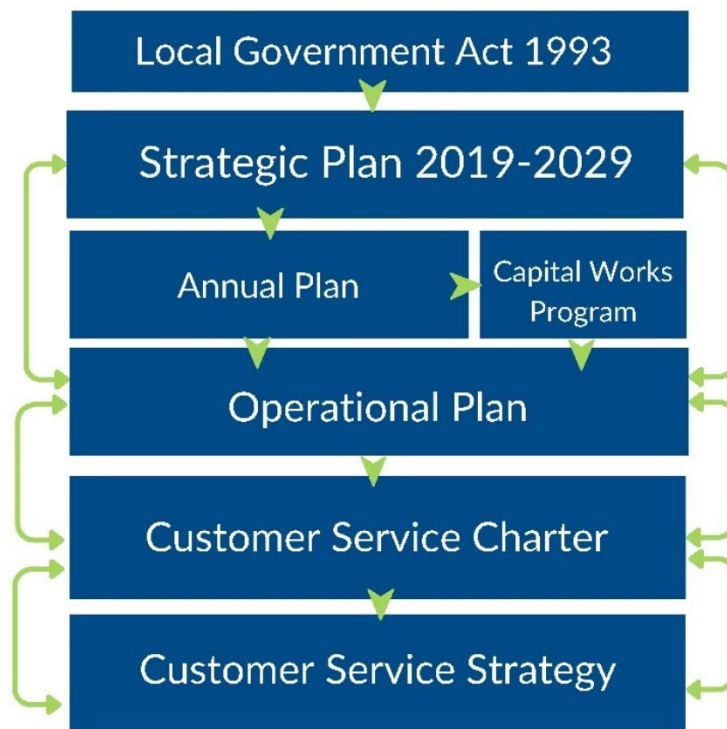 Local Government Act 1993
Strategic Plan 2019-2029
Annual Plan
Capital Works
Program
Operational Plan
Customer Service Charter
Customer Service Strategy